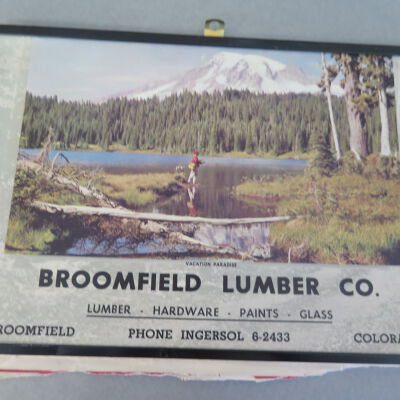 VACATION PARADISE
BROOMFIELD LUMBER CO.
LUMBER - HARDWARE - PAINTS - GLASS
ROOMFIELD PHONE INGERSOL 6-2433 COLORA